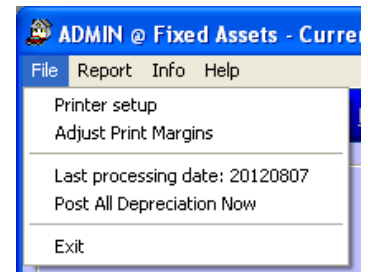 ADMIN @ Fixed Assets - Curre
File Report Info Help
Printer setup
Adjust Print Margins
Last processing date: 20120807
Post All Depreciation Now
Exit